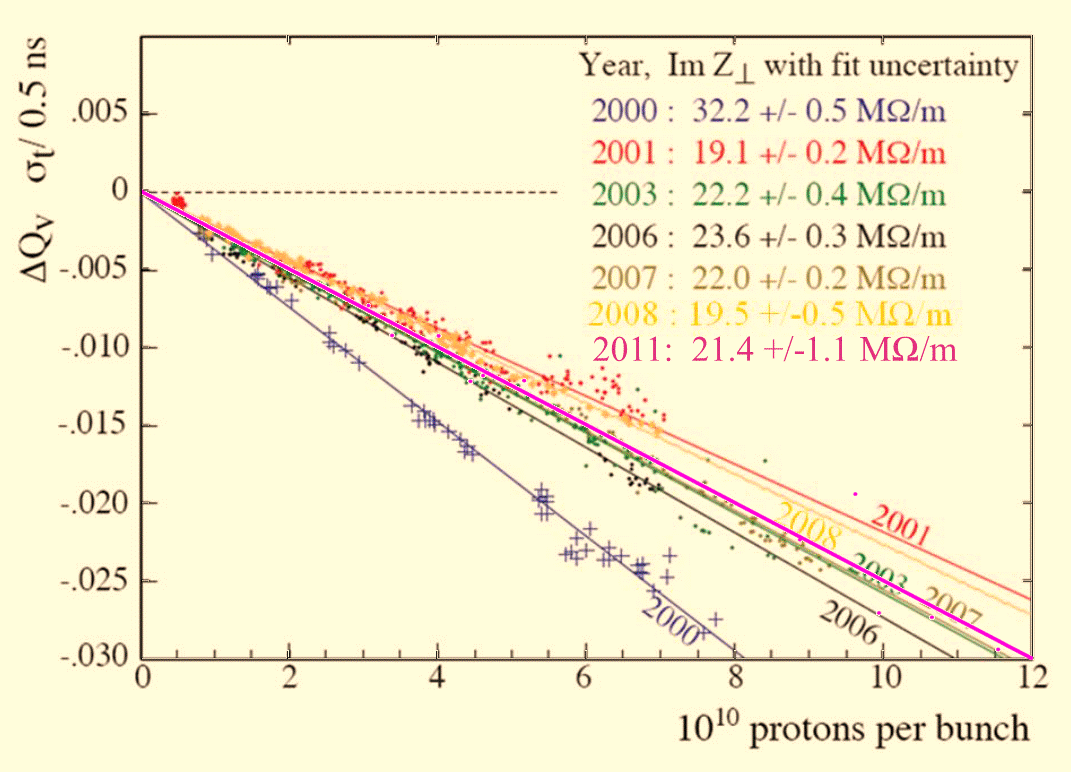 Year, Im Z⊥ with fit uncertainty
2000 : 32.2 +/- 0.5 MΩ/m
2001 : 19.1 +/- 0.2 MΩ/m
2003 : 22.2 +/- 0.4 MΩ/m
2006 : 23.6 +/- 0.3 MΩ/m
2007 : 22.0 +/- 0.2 MΩ/m
2008 : 19.5 +/-0.5 MΩ/m
2011: 21.4 +/-1.1 MΩ/m
ΔQv σt/ 0.5 ns
.005
0
-.005
-.010
-.015
-.020
-.025
-.030
2001
2008
2003
2007
2006
2000
0 2 4 6 8 10 12
10¹⁰ protons per bunch